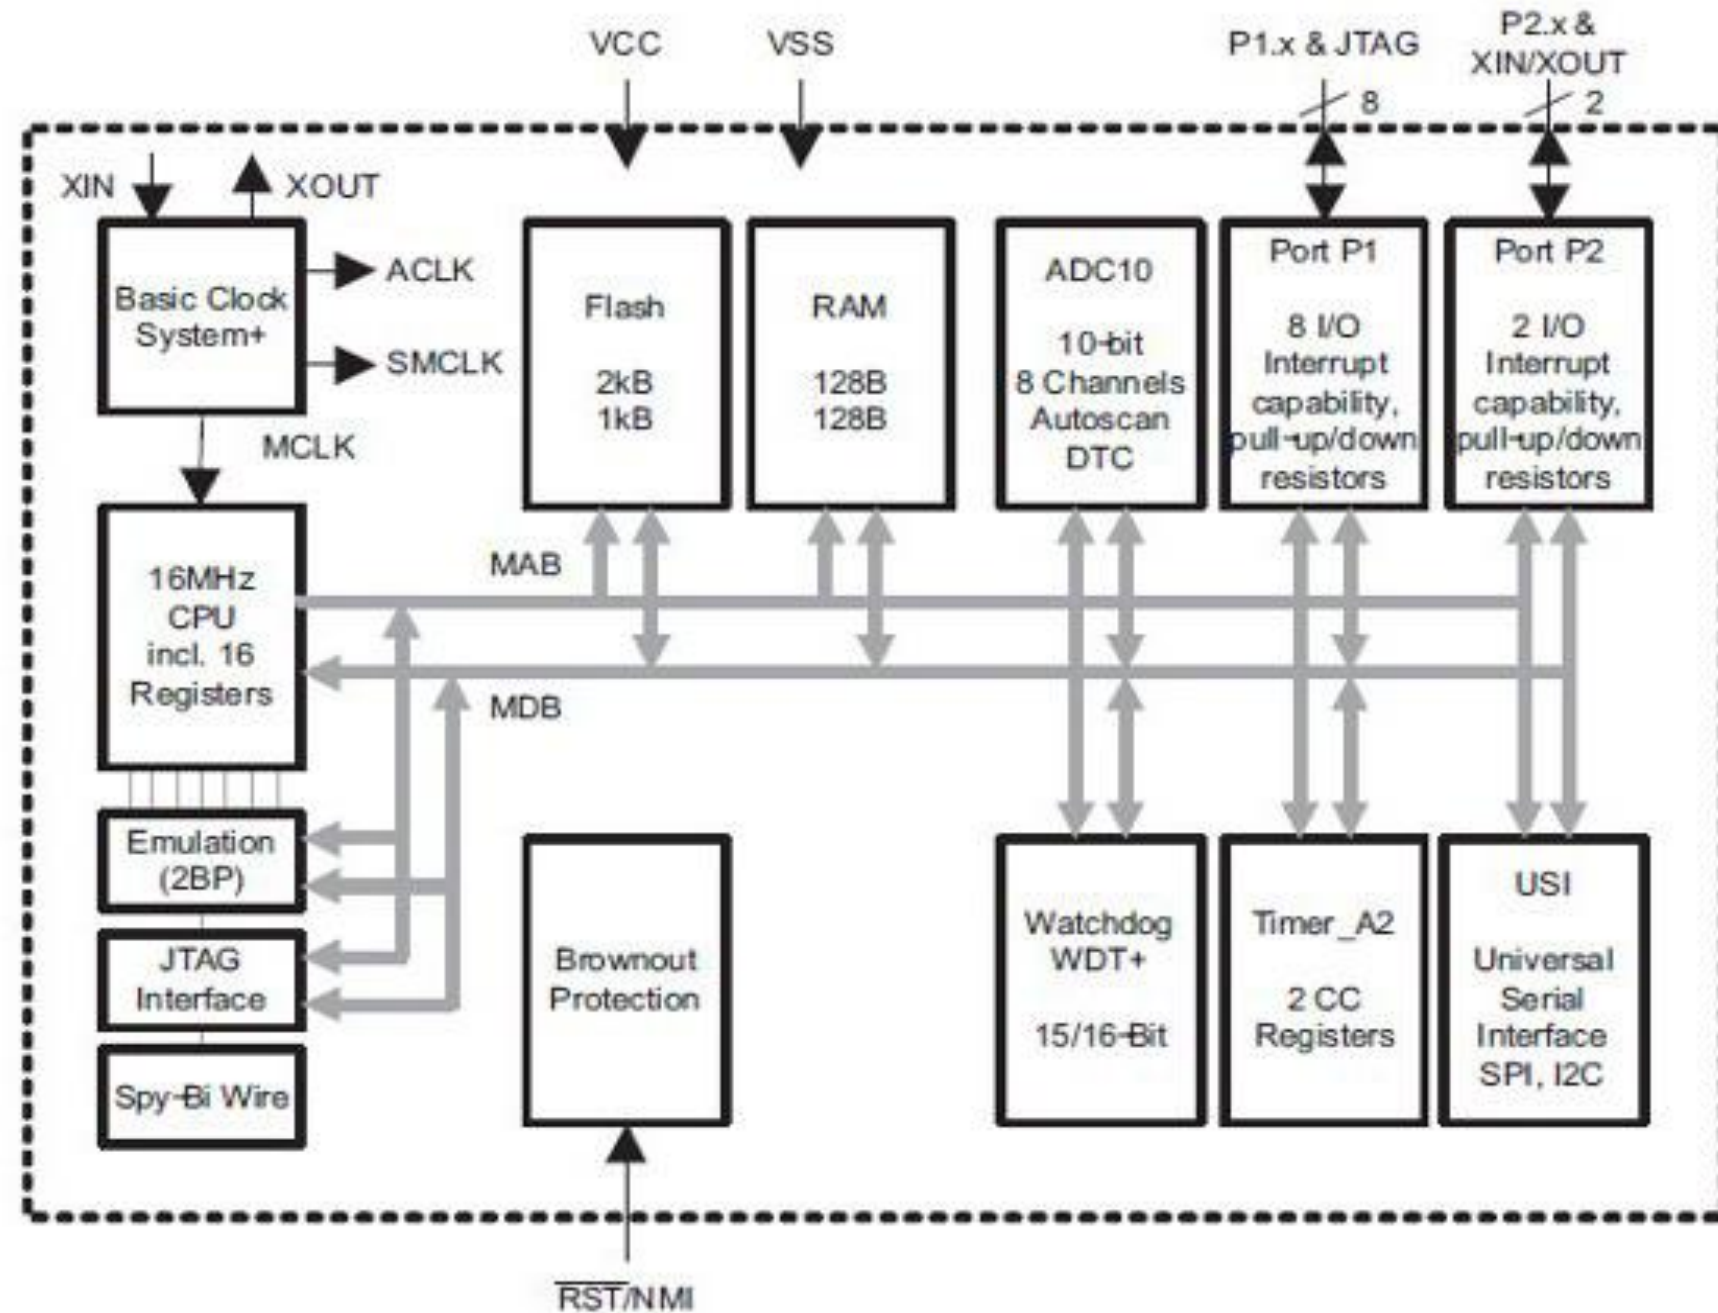 VCC
VSS
P1.x & JTAG
8
P2.x &
XIN/XOUT
2
XIN
XOUT
Basic Clock
System+
ACLK
SMCLK
MCLK
Flash
2kB
1kB
RAM
128B
128B
ADC10
10-bit
8 Channels
Autoscan
DTC
Port P1
8 I/O
Interrupt
capability,
pull-up/down
resistors
Port P2
2 I/O
Interrupt
capability,
pull-up/down
resistors
16MHz
CPU
incl. 16
Registers
MAB
MDB
Emulation
(2BP)
JTAG
Interface
Spy-Bi Wire
Brownout
Protection
Watchdog
WDT+
15/16-Bit
Timer_A2
2 CC
Registers
USI
Universal
Serial
Interface
SPI, I2C
RST/NMI